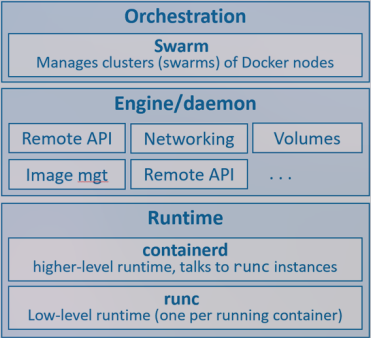 Orchestration
Swarm
Manages clusters (swarms) of Docker nodes
Engine/daemon
Remote API Networking Volumes
Image mgt Remote API ...
Runtime
containerd
higher-level runtime, talks to runc instances
runc
Low-level runtime (one per running container)